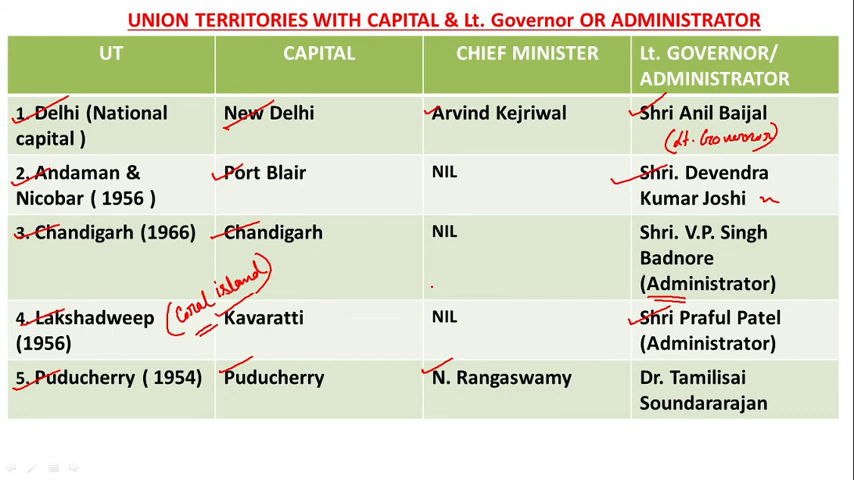 UNION TERRITORIES WITH CAPITAL & Lt. Governor OR ADMINISTRATOR
UT
CAPITAL
CHIEF MINISTER
Lt. GOVERNOR/
ADMINISTRATOR
1. Delhi (National
capital )
New Delhi
Arvind Kejriwal
Shri Anil Baijal
(Lt. Governor)
2. Andaman &
Nicobar ( 1956 )
Port Blair
NIL
Shri. Devendra
Kumar Joshi
3. Chandigarh (1966)
Chandigarh
NIL
Shri. V.P. Singh
Badnore
(Administrator)
4. Lakshadweep
(1956)
(Coral island)
Kavaratti
NIL
Shri Praful Patel
(Administrator)
5. Puducherry ( 1954)
Puducherry
N. Rangaswamy
Dr. Tamilisai
Soundararajan